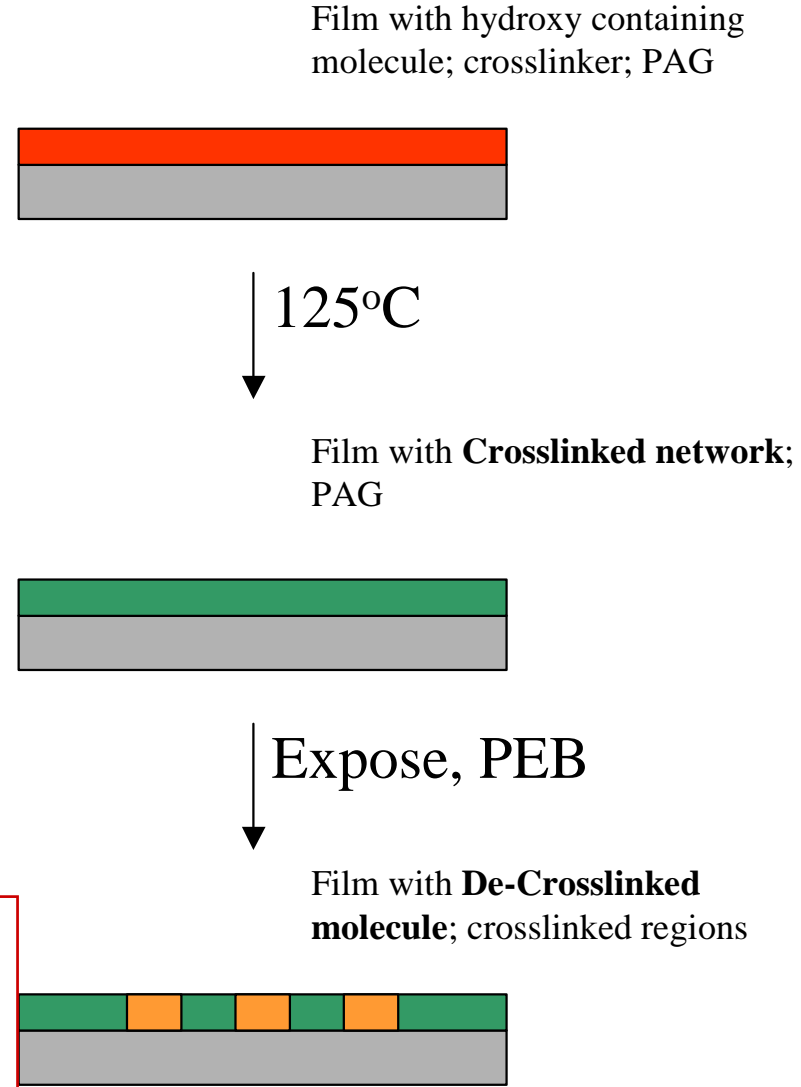 Film with hydroxy containing
molecule; crosslinker; PAG
125°C
Film with Crosslinked network;
PAG
Expose, PEB
Film with De-Crosslinked
molecule; crosslinked regions